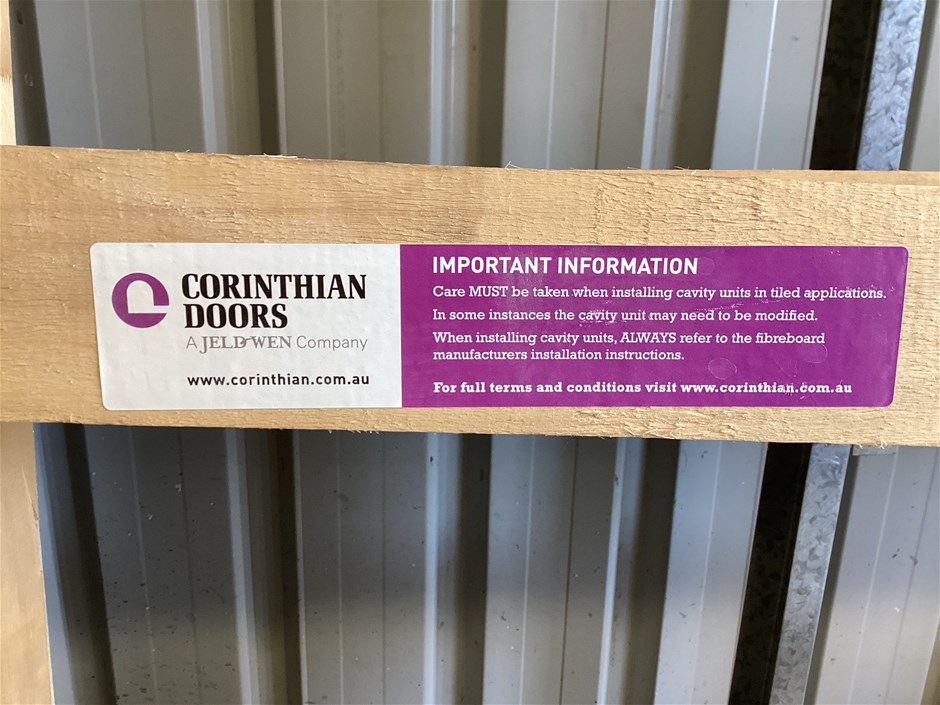 CORINTHIAN
DOORS
A JELD-WEN Company
www.corinthian.com.au
IMPORTANT INFORMATION
Care MUST be taken when installing cavity units in tiled applications.
In some instances the cavity unit may need to be modified.
When installing cavity units, ALWAYS refer to the fibreboard
manufacturers installation instructions.
For full terms and conditions visit www.corinthian.com.au